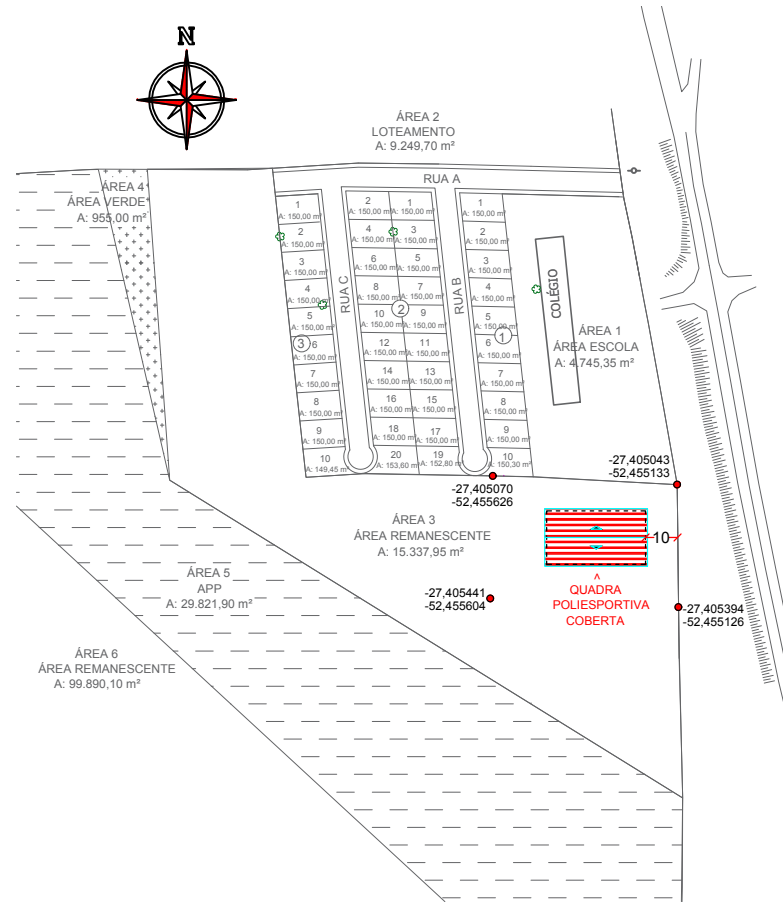 N
ÁREA 2
LOTEAMENTO
A: 9.249,70 m²
RUA A
ÁREA 4
ÁREA VERDE
A: 955,00 m²
1
A: 150,00 m²
2
A: 150,00 m²
3
A: 150,00 m²
4
A: 150,00 m²
5
A: 150,00 m²
6
A: 150,00 m²
7
A: 150,00 m²
8
A: 150,00 m²
9
A: 150,00 m²
10
A: 149,45 m²
3
RUA C
2
A: 150,00 m²
4
A: 150,00 m²
6
A: 150,00 m²
8
A: 150,00 m²
10
A: 150,00 m²
12
A: 150,00 m²
14
A: 150,00 m²
16
A: 150,00 m²
18
A: 150,00 m²
20
A: 153,60 m²
2
1
A: 150,00 m²
3
A: 150,00 m²
5
A: 150,00 m²
7
A: 150,00 m²
9
A: 150,00 m²
11
A: 150,00 m²
13
A: 150,00 m²
15
A: 150,00 m²
17
A: 150,00 m²
19
A: 152,80 m²
RUA B
1
A: 150,00 m²
2
A: 150,00 m²
3
A: 150,00 m²
4
A: 150,00 m²
5
A: 150,00 m²
6
A: 150,00 m²
7
A: 150,00 m²
8
A: 150,00 m²
9
A: 150,00 m²
10
A: 150,30 m²
1
COLÉGIO
ÁREA 1
ÁREA ESCOLA
A: 4.745,35 m²
-27,405043
-52,455133
-27,405070
-52,455626
ÁREA 3
ÁREA REMANESCENTE
A: 15.337,95 m²
10
QUADRA
POLIESPORTIVA
COBERTA
-27,405441
-52,455604
-27,405394
-52,455126
ÁREA 5
APP
A: 29.821,90 m²
ÁREA 6
ÁREA REMANESCENTE
A: 99.890,10 m²